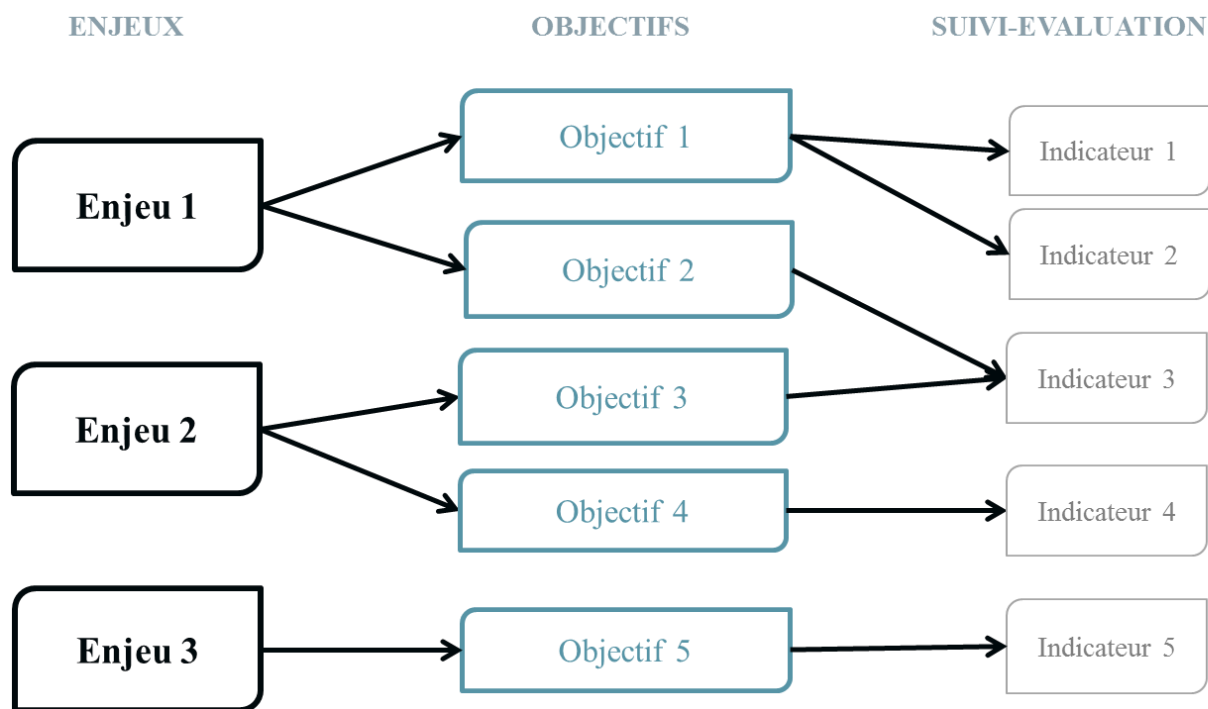 ENJEUX
OBJECTIFS
SUIVI-EVALUATION
Enjeu 1
Enjeu 2
Enjeu 3
Objectif 1
Objectif 2
Objectif 3
Objectif 4
Objectif 5
Indicateur 1
Indicateur 2
Indicateur 3
Indicateur 4
Indicateur 5